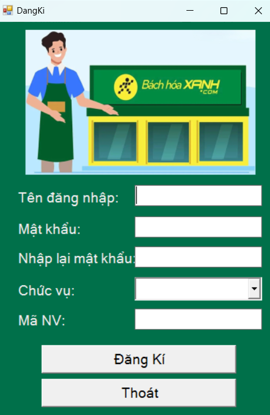 DangKi
Bách hóa XANH
.COM
Tên đăng nhập:
Mật khẩu:
Nhập lại mật khẩu:
Chức vụ:
Mã NV:
Đăng Kí
Thoát